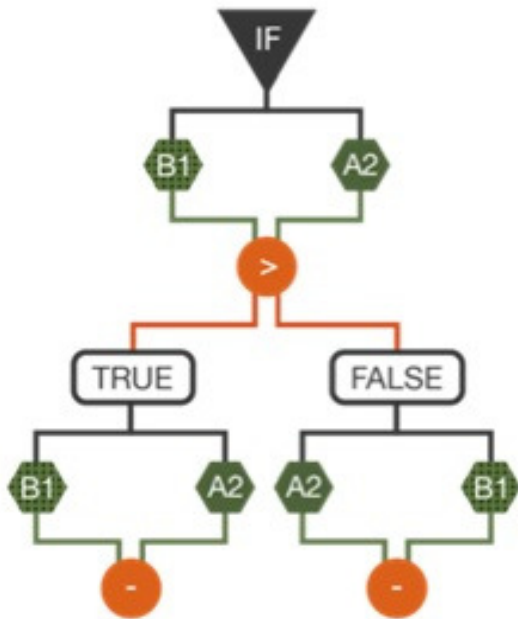 IF
B1 A2
>
TRUE FALSE
B1 A2 A2 B1
- -